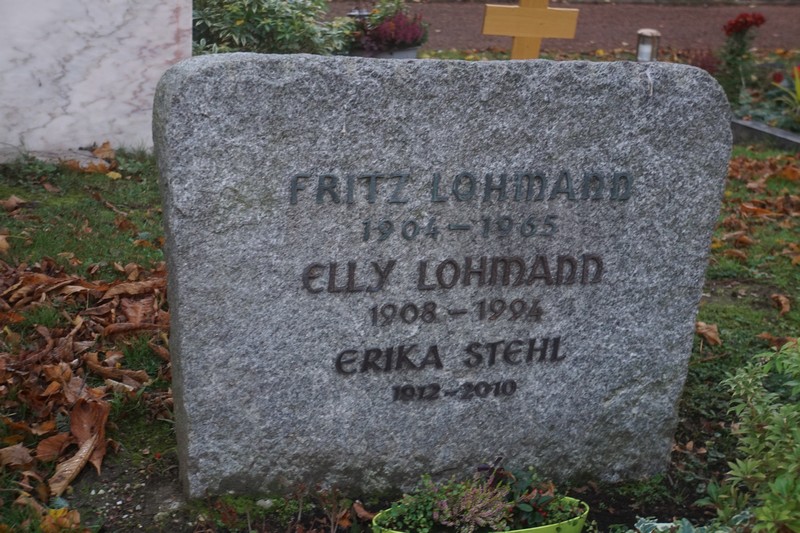 FRITZ LOHMANN
1904 – 1965
ELLY LOHMANN
1908 – 1994
ERIKA STEHL
1912 – 2010